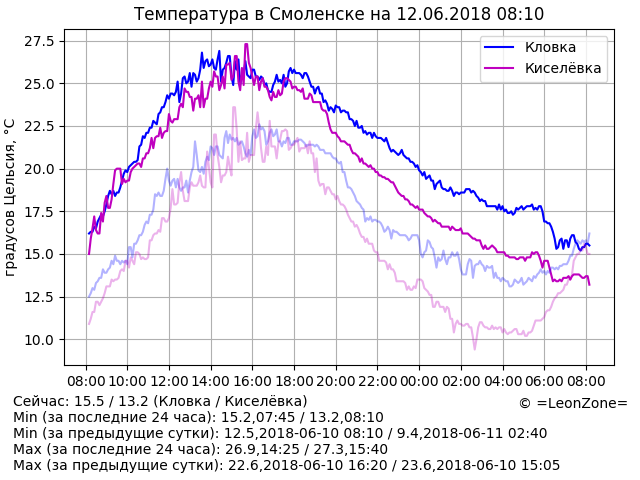 Температура в Смоленске на 12.06.2018 08:10
27.5
25.0
22.5
20.0
17.5
15.0
12.5
10.0
градусов Цельсия, °C
Кловка
Киселёвка
08:00 10:00 12:00 14:00 16:00 18:00 20:00 22:00 00:00 02:00 04:00 06:00 08:00
Сейчас: 15.5 / 13.2 (Кловка / Киселёвка)
© =LeonZone=
Min (за последние 24 часа): 15.2,07:45 / 13.2,08:10
Min (за предыдущие сутки): 12.5,2018-06-10 08:10 / 9.4,2018-06-11 02:40
Max (за последние 24 часа): 26.9,14:25 / 27.3,15:40
Max (за предыдущие сутки): 22.6,2018-06-10 16:20 / 23.6,2018-06-10 15:05